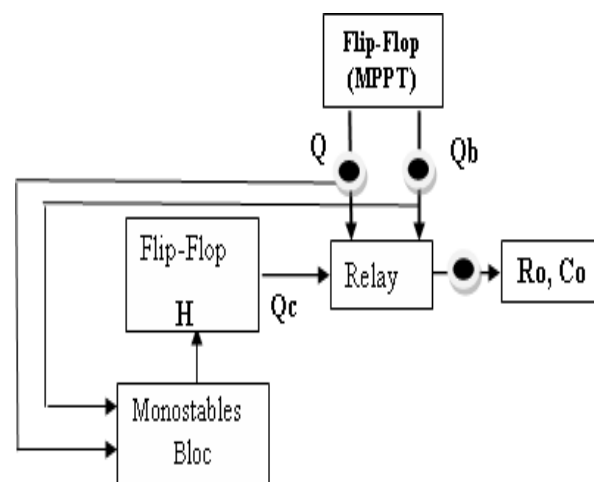 Flip-Flop
(MPPT)
Q
Qb
Flip-Flop
H
Qc
Relay
Ro, Co
Monostables
Bloc